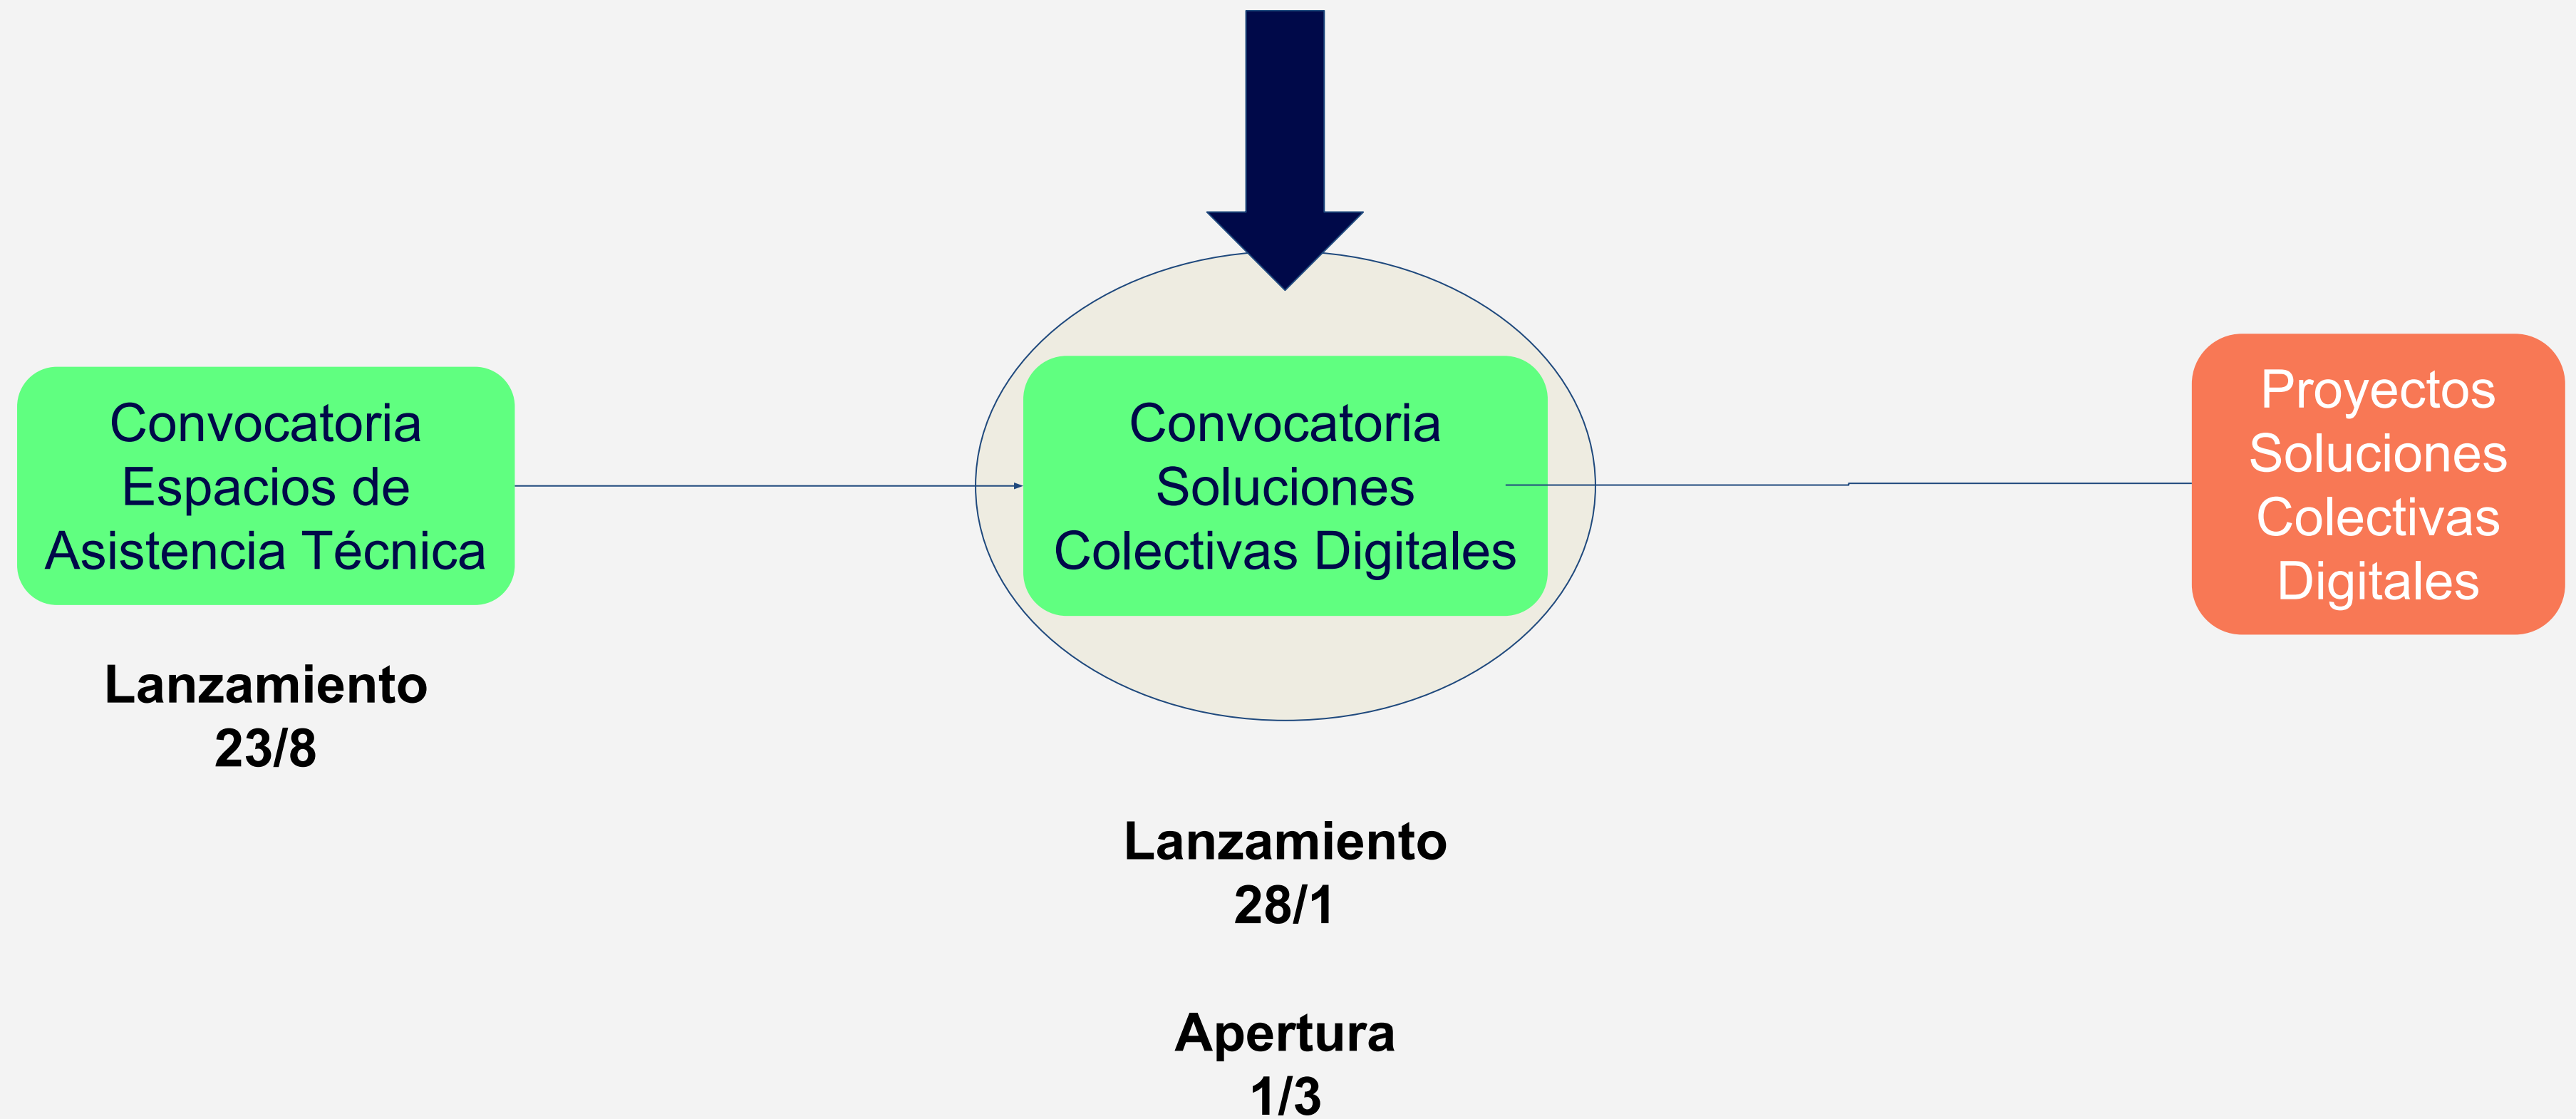 Convocatoria
Espacios de
Asistencia Técnica
Lanzamiento
23/8
Convocatoria
Soluciones
Colectivas Digitales
Lanzamiento
28/1
Apertura
1/3
Proyectos
Soluciones
Colectivas
Digitales